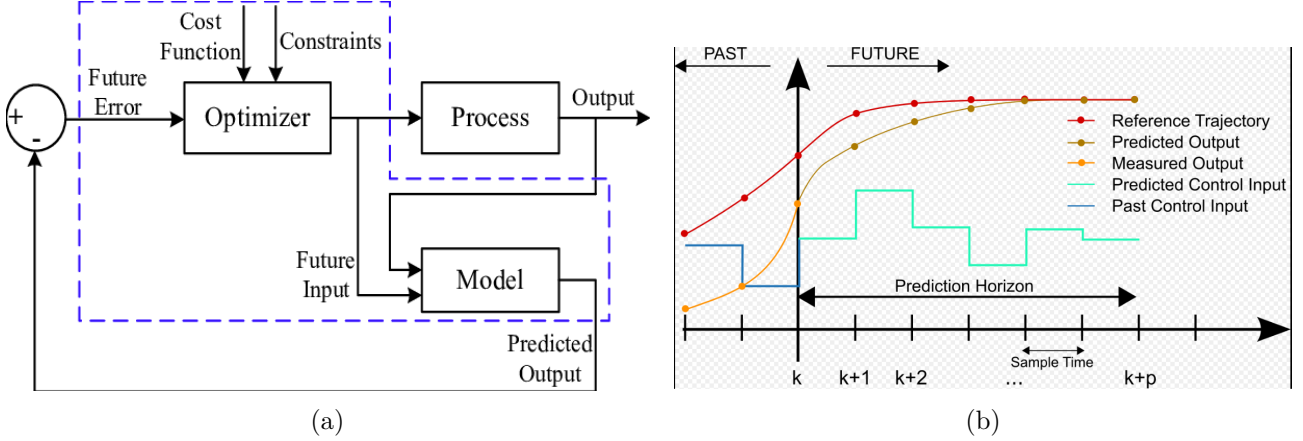 Cost
Function
Constraints
Future
Error
+
-
Optimizer
Process
Output
Future
Input
Model
Predicted
Output
(a)
PAST
FUTURE
Reference Trajectory
Predicted Output
Measured Output
Predicted Control Input
Past Control Input
Prediction Horizon
Sample Time
k
k+1
k+2
...
k+p
(b)